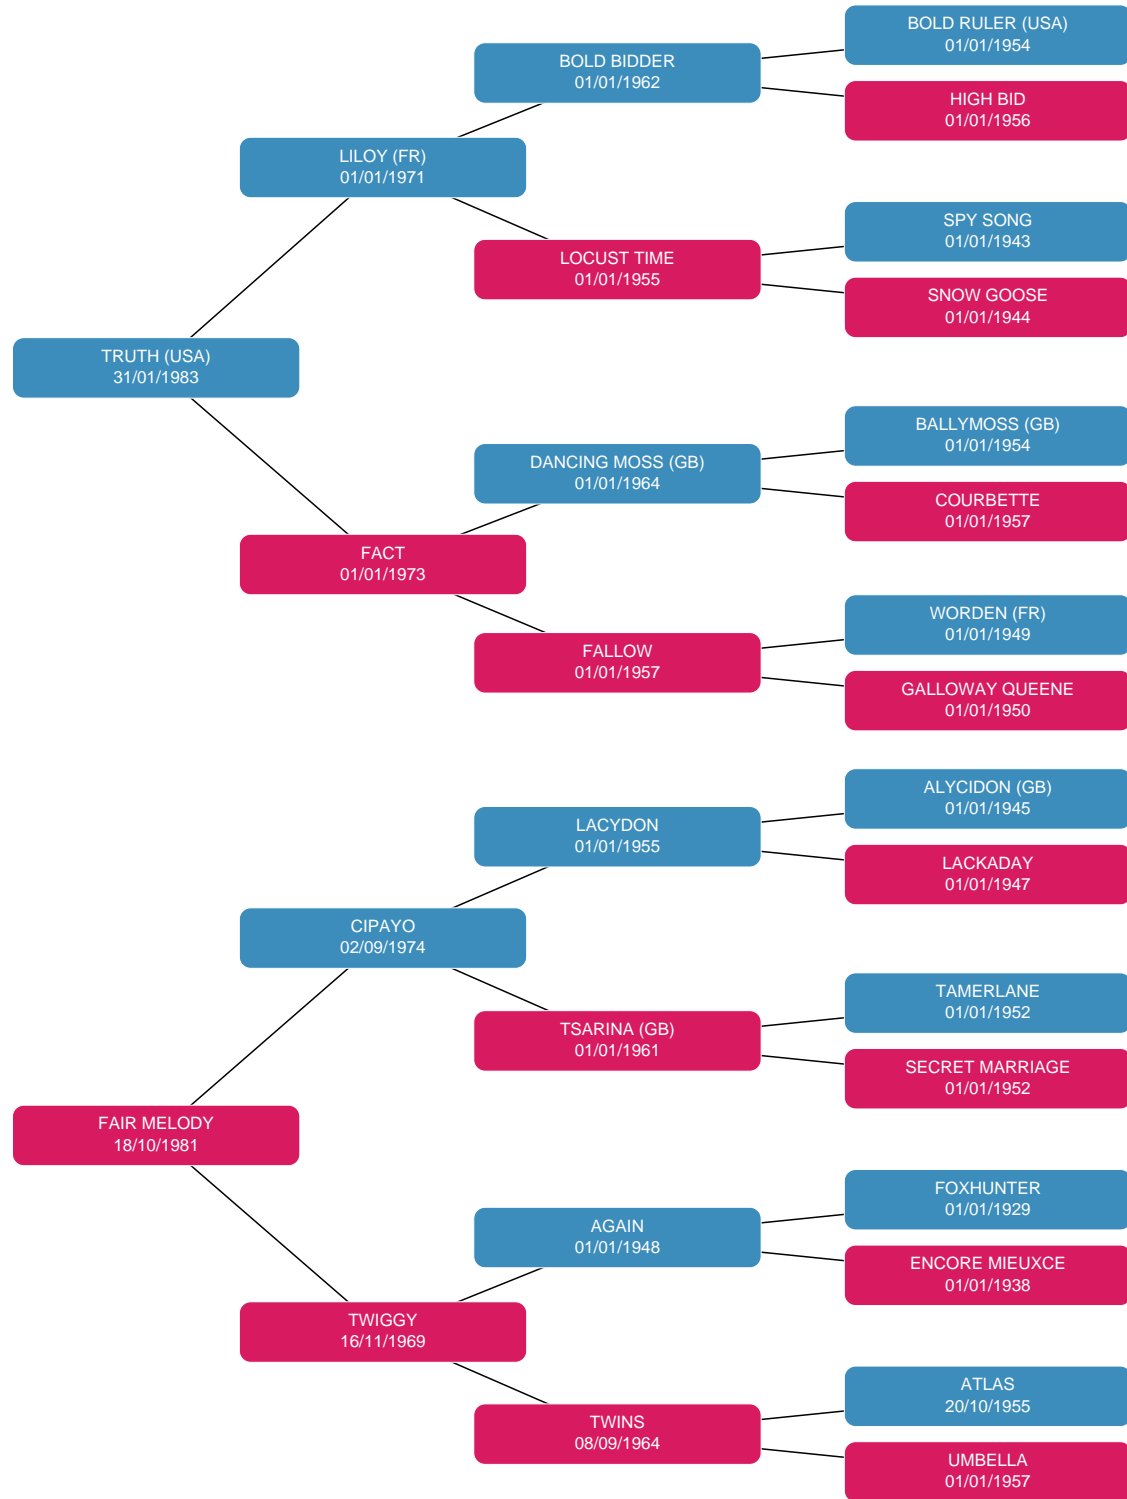 BOLD RULER (USA)
01/01/1954
BOLD BIDDER
01/01/1962
HIGH BID
01/01/1956
LILOY (FR)
01/01/1971
SPY SONG
01/01/1943
LOCUST TIME
01/01/1955
SNOW GOOSE
01/01/1944
TRUTH (USA)
31/01/1983
BALLYMOSS (GB)
01/01/1954
DANCING MOSS (GB)
01/01/1964
COURBETTE
01/01/1957
FACT
01/01/1973
WORDEN (FR)
01/01/1949
FALLOW
01/01/1957
GALLOWAY QUEENE
01/01/1950
ALYCIDON (GB)
01/01/1945
LACYDON
01/01/1955
LACKADAY
01/01/1947
CIPAYO
02/09/1974
TAMERLANE
01/01/1952
TSARINA (GB)
01/01/1961
SECRET MARRIAGE
01/01/1952
FAIR MELODY
18/10/1981
FOXHUNTER
01/01/1929
AGAIN
01/01/1948
ENCORE MIEUXCE
01/01/1938
TWIGGY
16/11/1969
ATLAS
20/10/1955
TWINS
08/09/1964
UMBELLA
01/01/1957